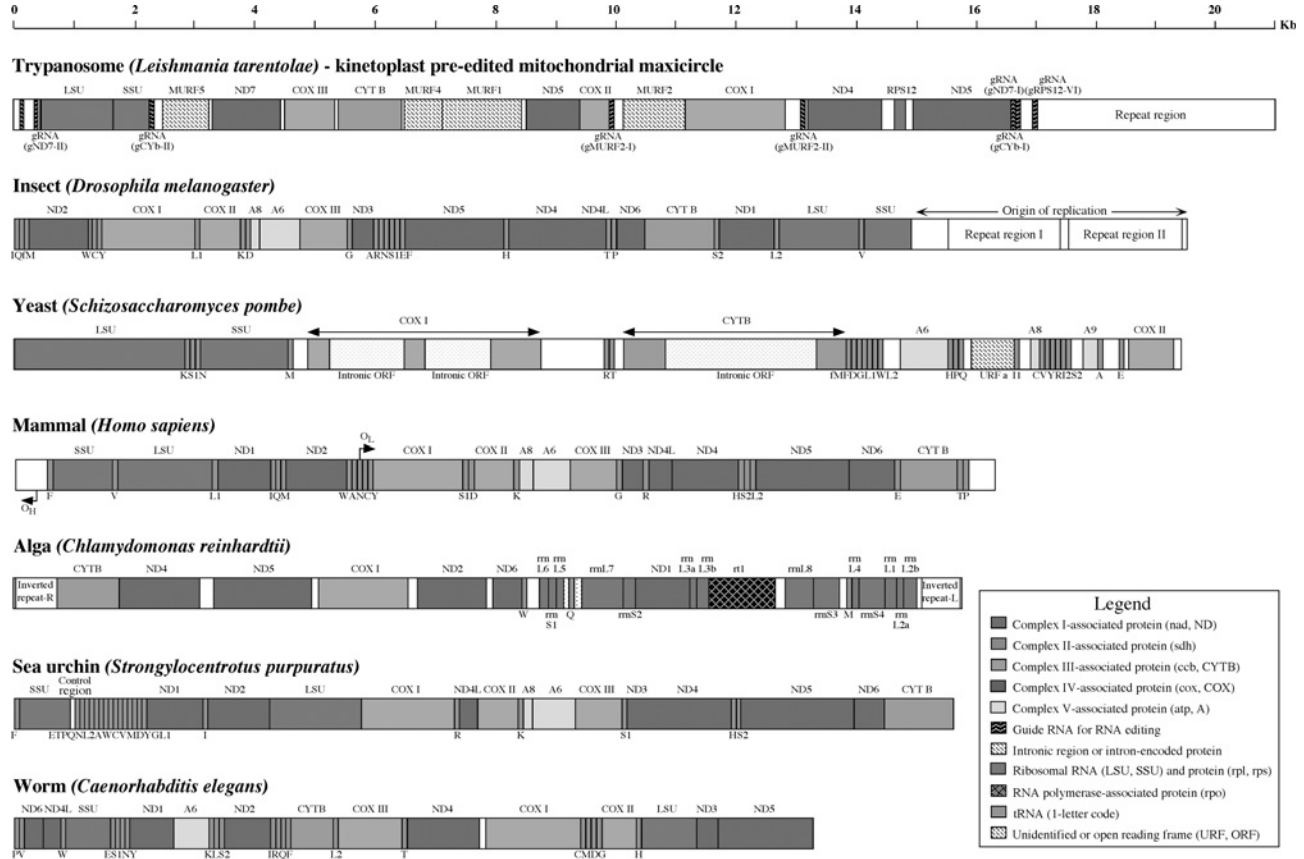 0 2 4 6 8 10 12 14 16 18 20 Kb
Trypanosome (Leishmania tarentolae) - kinetoplast pre-edited mitochondrial maxicircle
gRNA gRNA
LSU SSU MURF5 ND7 COX III CYT B MURF4 MURF1 ND5 COX II MURF2 COX I ND4 RPS12 ND5 (gND7-I) (gRPS12-VI)
Repeat region
gRNA gRNA gRNA gRNA gRNA
(gND7-II) (gCYb-II) (gMURF2-I) (gMURF2-II) (gCYb-I)
Insect (Drosophila melanogaster)
ND2 COX I COX II A8 A6 COX III ND3 ND5 ND4 ND4L ND6 CYT B ND1 LSU SSU Origin of replication
Repeat region I Repeat region II
IQfM WCY L1 KD G ARNS1EF H TP S2 L2 V
Yeast (Schizosaccharomyces pombe)
COX I CYTB
LSU SSU A6 A8 A9 COX II
KS1N M Intronic ORF Intronic ORF RT Intronic ORF fMFDGL1WL2 HPQ URF a I1 CVYRI2S2 A E
Mammal (Homo sapiens)
OL
SSU LSU ND1 ND2 COX I COX II A8 A6 COX III ND3 ND4L ND4 ND5 ND6 CYT B
F V L1 IQM WANCY S1D K G R HS2L2 E TP
OH
Alga (Chlamydomonas reinhardtii)
rrn rrn rrn rrn rrn rrn rrn
CYTB ND4 ND5 COX I ND2 ND6 L6 L5 rrnL7 ND1 L3a L3b rt1 rrnL8 L4 L1 L2b
Inverted repeat-R Inverted repeat-L
W rrn Q rrnS2 rrnS3 M rrnS4 rrn
S1 L2a
Sea urchin (Strongylocentrotus purpuratus)
SSU Control region ND1 ND2 LSU COX I ND4L COX II A8 A6 COX III ND3 ND4 ND5 ND6 CYT B
F ETPQNL2AWCVMDYGL1 I R K S1 HS2
Worm (Caenorhabditis elegans)
ND6 ND4L SSU ND1 A6 ND2 CYTB COX III ND4 COX I COX II LSU ND3 ND5
PV W ES1NY KLS2 IRQF L2 T CMDG H
Legend
Complex I-associated protein (nad, ND)
Complex II-associated protein (sdh)
Complex III-associated protein (ccb, CYTB)
Complex IV-associated protein (cox, COX)
Complex V-associated protein (atp, A)
Guide RNA for RNA editing
Intronic region or intron-encoded protein
Ribosomal RNA (LSU, SSU) and protein (rpl, rps)
RNA polymerase-associated protein (rpo)
tRNA (1-letter code)
Unidentified or open reading frame (URF, ORF)